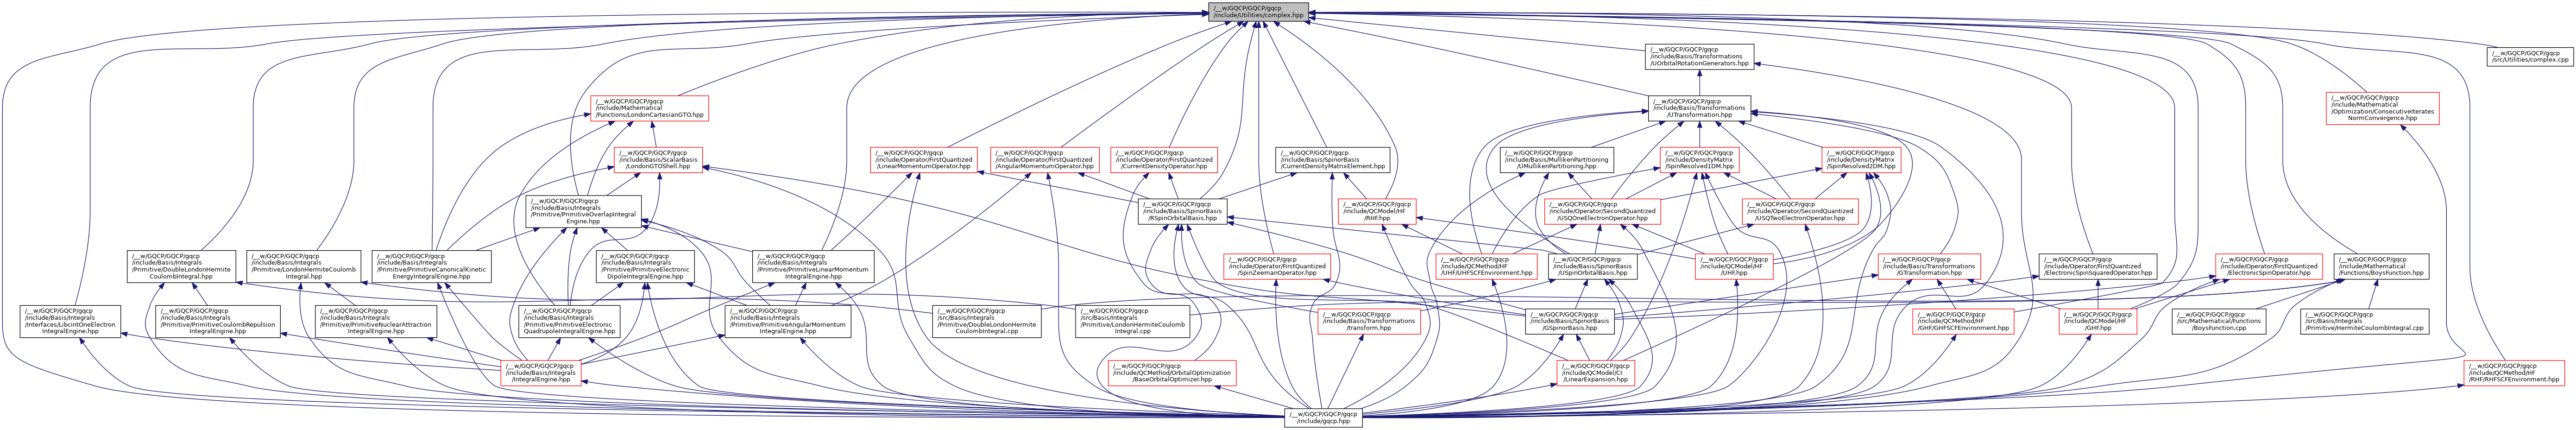 /__w/GQCP/GQCP/gqcp
/include/Utilities/complex.hpp
/__w/GQCP/GQCP/gqcp
/include/Basis/Transformations
/UOrbitalRotationGenerators.hpp
/__w/GQCP/GQCP/gqcp
/src/Utilities/complex.cpp
/__w/GQCP/GQCP/gqcp
/include/Mathematical
/Functions/LondonCartesianGTO.hpp
/__w/GQCP/GQCP/gqcp
/include/Basis/Transformations
/UTransformation.hpp
/__w/GQCP/GQCP/gqcp
/include/Mathematical
/Optimization/ConsecutiveIterates
NormConvergence.hpp
/__w/GQCP/GQCP/gqcp
/include/Basis/ScalarBasis
/LondonGTOShell.hpp
/__w/GQCP/GQCP/gqcp
/include/Operator/FirstQuantized
/LinearMomentumOperator.hpp
/__w/GQCP/GQCP/gqcp
/include/Operator/FirstQuantized
/AngularMomentumOperator.hpp
/__w/GQCP/GQCP/gqcp
/include/Operator/FirstQuantized
/CurrentDensityOperator.hpp
/__w/GQCP/GQCP/gqcp
/include/Basis/SpinorBasis
/CurrentDensityMatrixElement.hpp
/__w/GQCP/GQCP/gqcp
/include/Basis/MullikenPartitioning
/UMullikenPartitioning.hpp
/__w/GQCP/GQCP/gqcp
/include/DensityMatrix
/SpinResolved1DM.hpp
/__w/GQCP/GQCP/gqcp
/include/DensityMatrix
/SpinResolved2DM.hpp
/__w/GQCP/GQCP/gqcp
/include/Basis/Integrals
/Primitive/PrimitiveOverlapIntegral
Engine.hpp
/__w/GQCP/GQCP/gqcp
/include/Basis/SpinorBasis
/RSpinOrbitalBasis.hpp
/__w/GQCP/GQCP/gqcp
/include/QCModel/HF
/RHF.hpp
/__w/GQCP/GQCP/gqcp
/include/Operator/SecondQuantized
/USQOneElectronOperator.hpp
/__w/GQCP/GQCP/gqcp
/include/Operator/SecondQuantized
/USQTwoElectronOperator.hpp
/__w/GQCP/GQCP/gqcp
/include/Basis/Integrals
/Primitive/DoubleLondonHermite
CoulombIntegral.hpp
/__w/GQCP/GQCP/gqcp
/include/Basis/Integrals
/Primitive/LondonHermiteCoulomb
Integral.hpp
/__w/GQCP/GQCP/gqcp
/include/Basis/Integrals
/Primitive/PrimitiveCanonicalKinetic
EnergyIntegralEngine.hpp
/__w/GQCP/GQCP/gqcp
/include/Basis/Integrals
/Primitive/PrimitiveElectronic
DipoleIntegralEngine.hpp
/__w/GQCP/GQCP/gqcp
/include/Basis/Integrals
/Primitive/PrimitiveLinearMomentum
IntegralEngine.hpp
/__w/GQCP/GQCP/gqcp
/include/Operator/FirstQuantized
/SpinZeemanOperator.hpp
/__w/GQCP/GQCP/gqcp
/include/QCMethod/HF
/UHF/UHFSCFEnvironment.hpp
/__w/GQCP/GQCP/gqcp
/include/Basis/SpinorBasis
/USpinOrbitalBasis.hpp
/__w/GQCP/GQCP/gqcp
/include/QCModel/HF
/UHF.hpp
/__w/GQCP/GQCP/gqcp
/include/Basis/Transformations
/GTransformation.hpp
/__w/GQCP/GQCP/gqcp
/include/Operator/FirstQuantized
/ElectronicSpinSquaredOperator.hpp
/__w/GQCP/GQCP/gqcp
/include/Operator/FirstQuantized
/ElectronicSpinOperator.hpp
/__w/GQCP/GQCP/gqcp
/include/Mathematical
/Functions/BoysFunction.hpp
/__w/GQCP/GQCP/gqcp
/include/Basis/Integrals
/Interfaces/LibcintOneElectron
IntegralEngine.hpp
/__w/GQCP/GQCP/gqcp
/include/Basis/Integrals
/Primitive/PrimitiveCoulombRepulsion
IntegralEngine.hpp
/__w/GQCP/GQCP/gqcp
/include/Basis/Integrals
/Primitive/PrimitiveNuclearAttraction
IntegralEngine.hpp
/__w/GQCP/GQCP/gqcp
/include/Basis/Integrals
/Primitive/PrimitiveElectronic
QuadrupoleIntegralEngine.hpp
/__w/GQCP/GQCP/gqcp
/include/Basis/Integrals
/Primitive/PrimitiveAngularMomentum
IntegralEngine.hpp
/__w/GQCP/GQCP/gqcp
/src/Basis/Integrals
/Primitive/DoubleLondonHermite
CoulombIntegral.cpp
/__w/GQCP/GQCP/gqcp
/src/Basis/Integrals
/Primitive/LondonHermiteCoulomb
Integral.cpp
/__w/GQCP/GQCP/gqcp
/include/Basis/Transformations
/transform.hpp
/__w/GQCP/GQCP/gqcp
/include/Basis/SpinorBasis
/GSpinorBasis.hpp
/__w/GQCP/GQCP/gqcp
/include/QCMethod/HF
/GHF/GHFSCFEnvironment.hpp
/__w/GQCP/GQCP/gqcp
/include/QCModel/HF
/GHF.hpp
/__w/GQCP/GQCP/gqcp
/src/Mathematical/Functions
/BoysFunction.cpp
/__w/GQCP/GQCP/gqcp
/src/Basis/Integrals
/Primitive/HermiteCoulombIntegral.cpp
/__w/GQCP/GQCP/gqcp
/include/Basis/Integrals
/IntegralEngine.hpp
/__w/GQCP/GQCP/gqcp
/include/QCMethod/OrbitalOptimization
/BaseOrbitalOptimizer.hpp
/__w/GQCP/GQCP/gqcp
/include/QCModel/CI
/LinearExpansion.hpp
/__w/GQCP/GQCP/gqcp
/include/QCMethod/HF
/RHF/RHFSCFEnvironment.hpp
/__w/GQCP/GQCP/gqcp
/include/gqcp.hpp